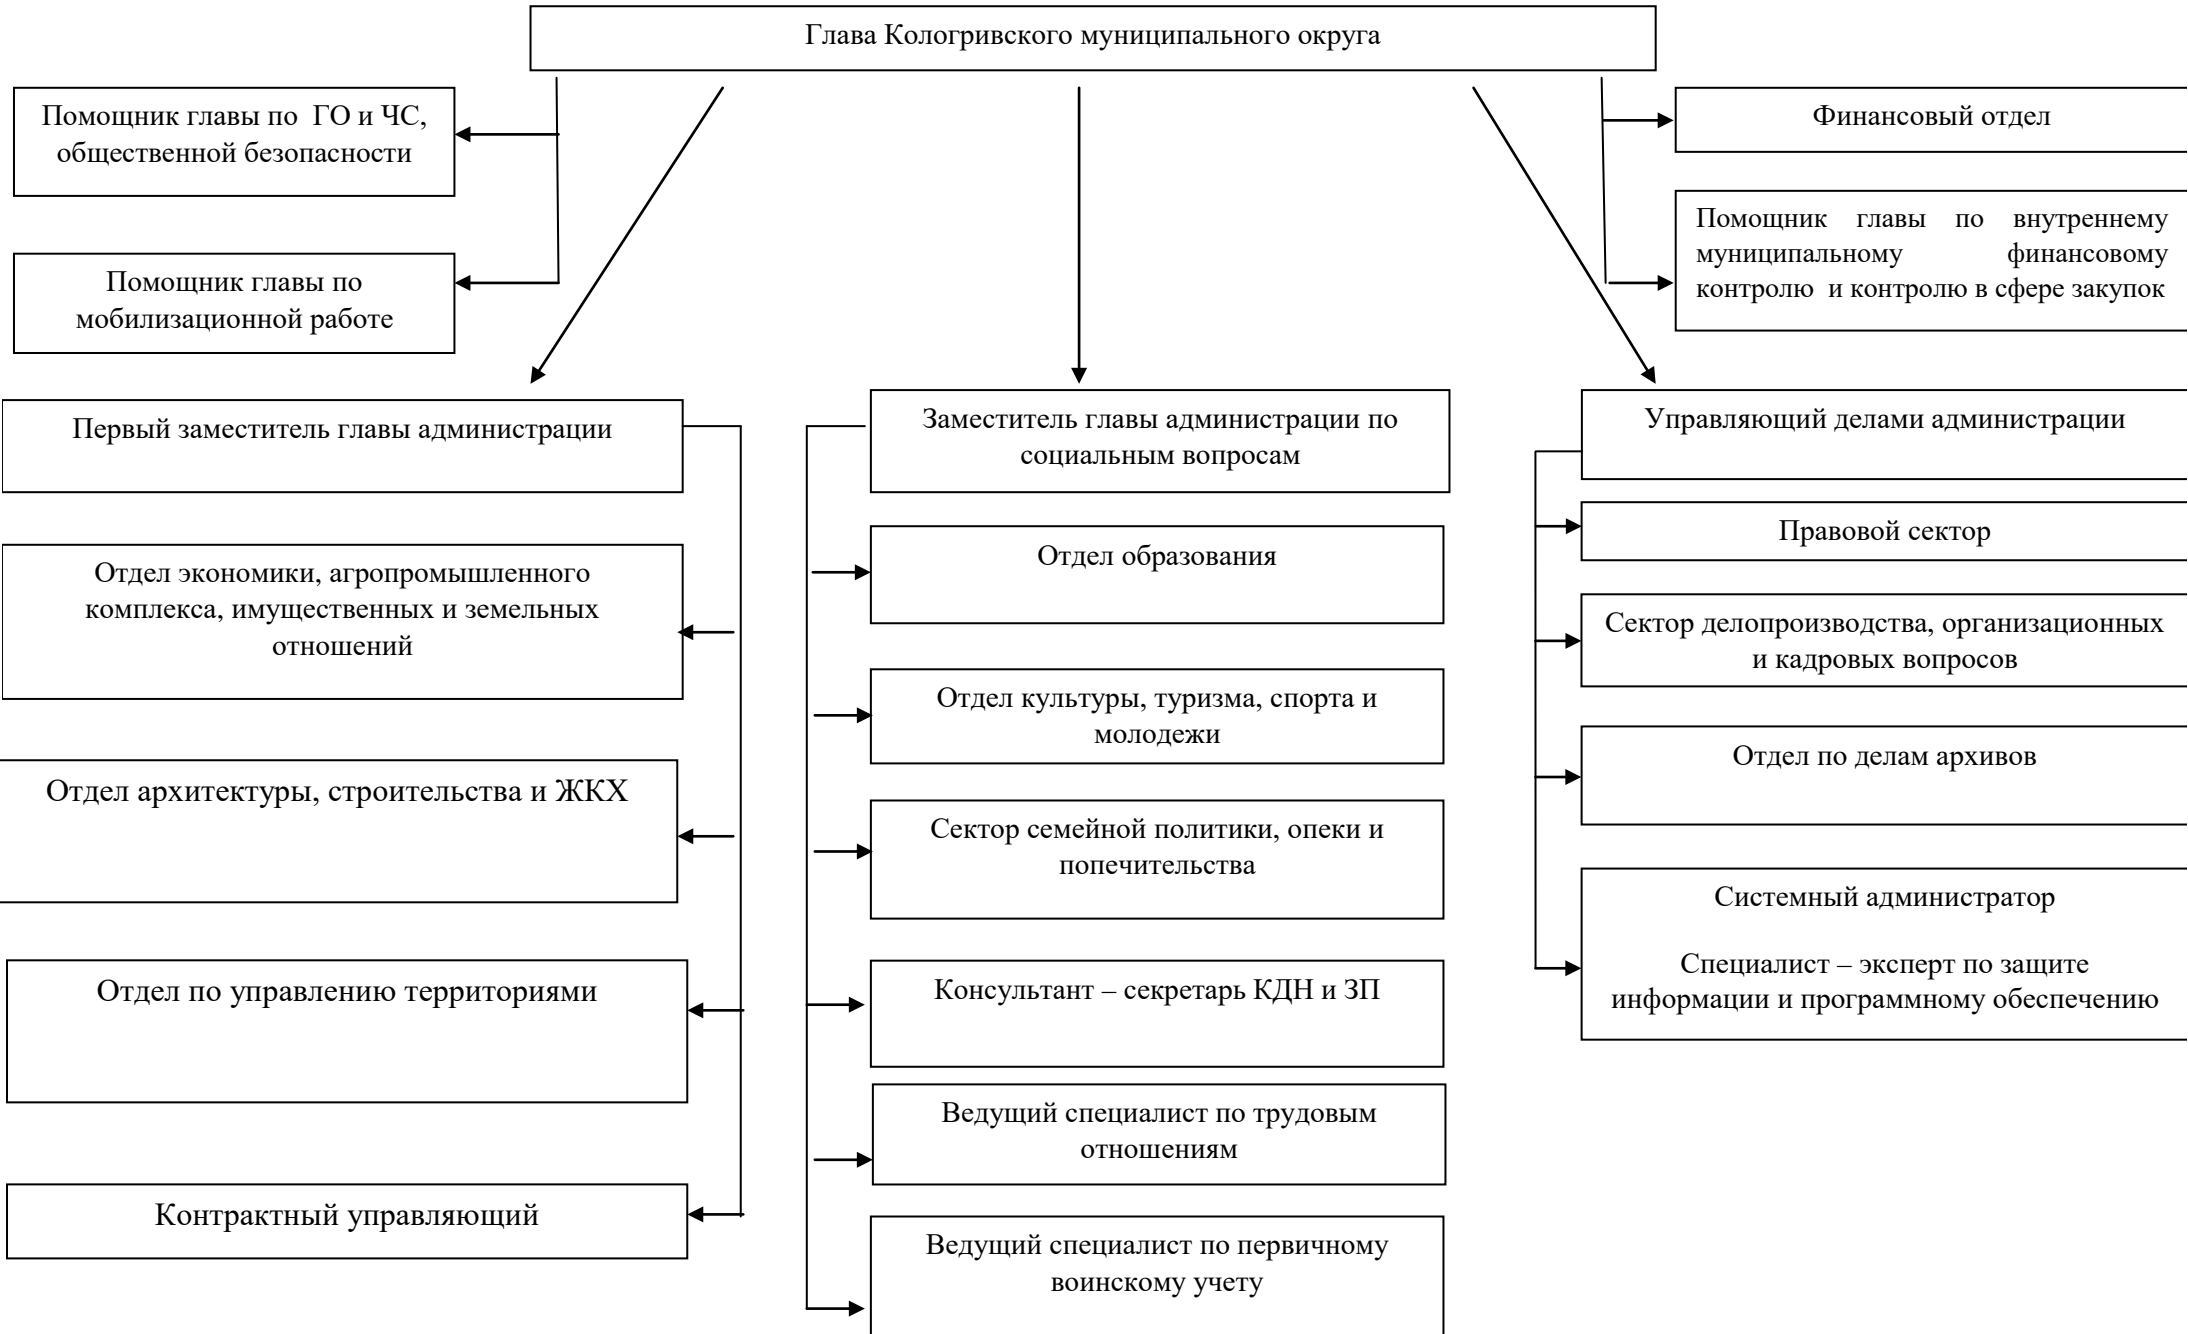 Глава Кологривского муниципального округа
Помощник главы по ГО и ЧС,
общественной безопасности
Финансовый отдел
Помощник главы по внутреннему
муниципальному финансовому
контролю и контролю в сфере закупок
Помощник главы по
мобилизационной работе
Первый заместитель главы администрации
Заместитель главы администрации по
социальным вопросам
Управляющий делами администрации
Отдел экономики, агропромышленного
комплекса, имущественных и земельных
отношений
Отдел архитектуры, строительства и ЖКХ
Отдел по управлению территориями
Контрактный управляющий
Отдел образования
Отдел культуры, туризма, спорта и
молодежи
Сектор семейной политики, опеки и
попечительства
Консультант – секретарь КДН и ЗП
Ведущий специалист по трудовым
отношениям
Ведущий специалист по первичному
воинскому учету
Правовой сектор
Сектор делопроизводства, организационных
и кадровых вопросов
Отдел по делам архивов
Системный администратор
Специалист – эксперт по защите
информации и программному обеспечению